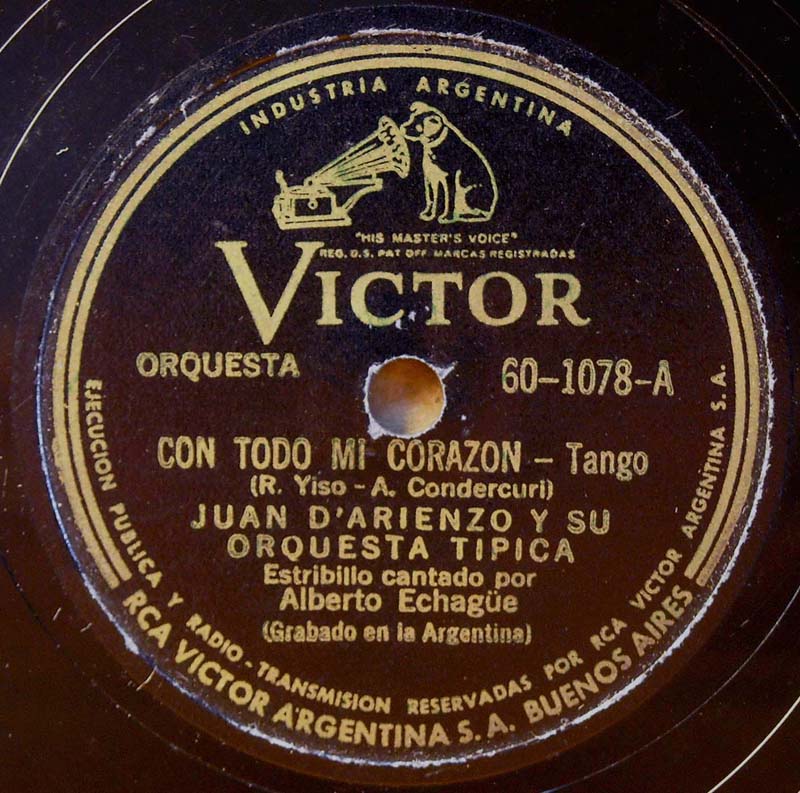 INDUSTRIA ARGENTINA
"HIS MASTER'S VOICE"
REG. U.S. PAT OFF MARCAS REGISTRADAS
VICTOR
ORQUESTA
60-1078-A
CON TODO MI CORAZON - Tango
(R. Yiso - A. Condercuri)
JUAN D'ARIENZO Y SU
ORQUESTA TIPICA
Estribillo cantado por
Alberto Echagüe
(Grabado en la Argentina)
EJECUCION PUBLICA Y RADIO-TRANSMISION RESERVADAS POR RCA VICTOR ARGENTINA S.A.
RCA VICTOR ARGENTINA S.A. BUENOS AIRES